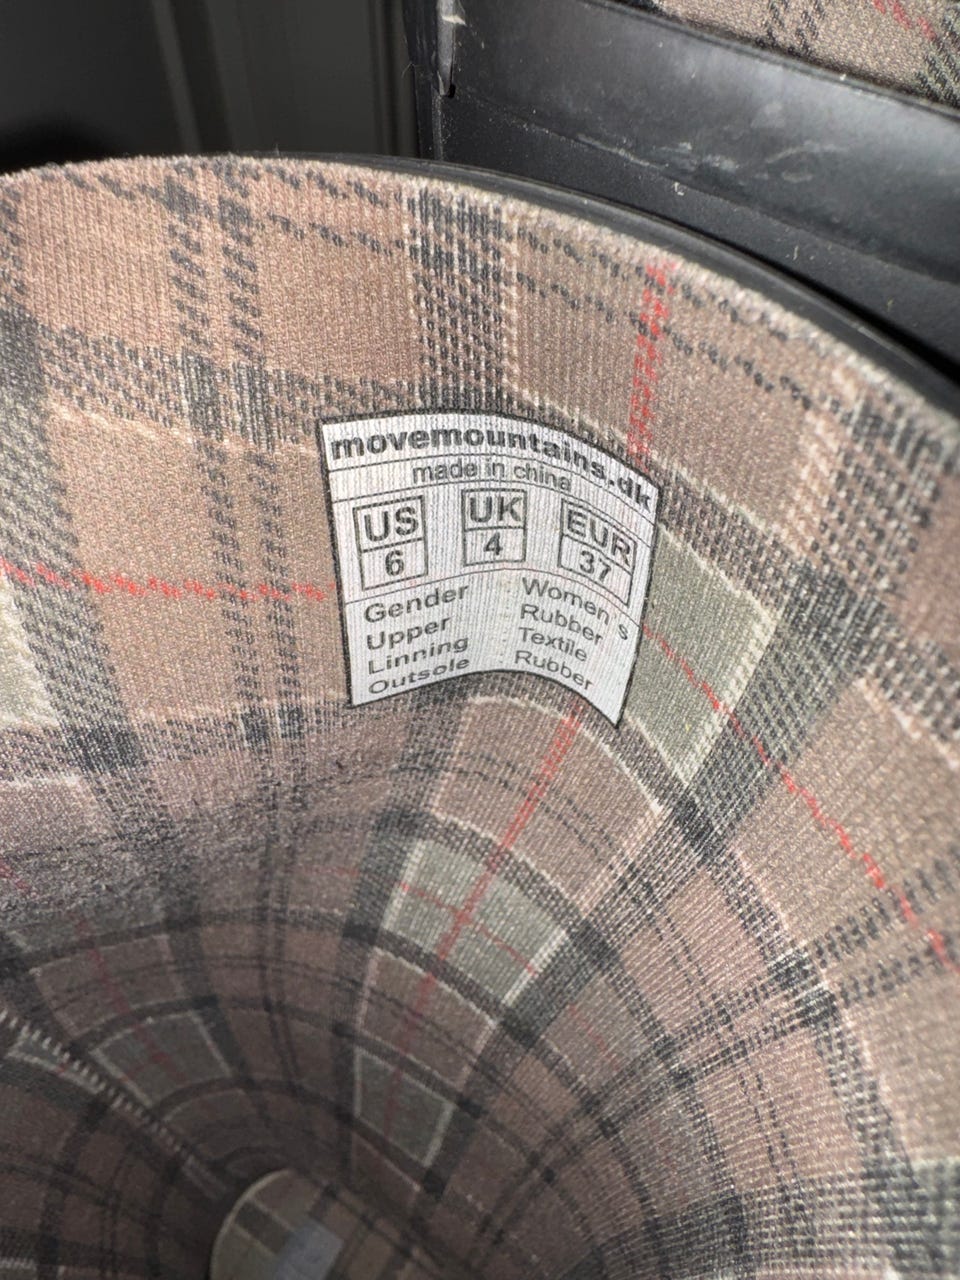 movemountains.dk
made in china
US UK EUR
6 4 37
Gender : Women's
Upper : Rubber
Linning : Textile
Outsole : Rubber